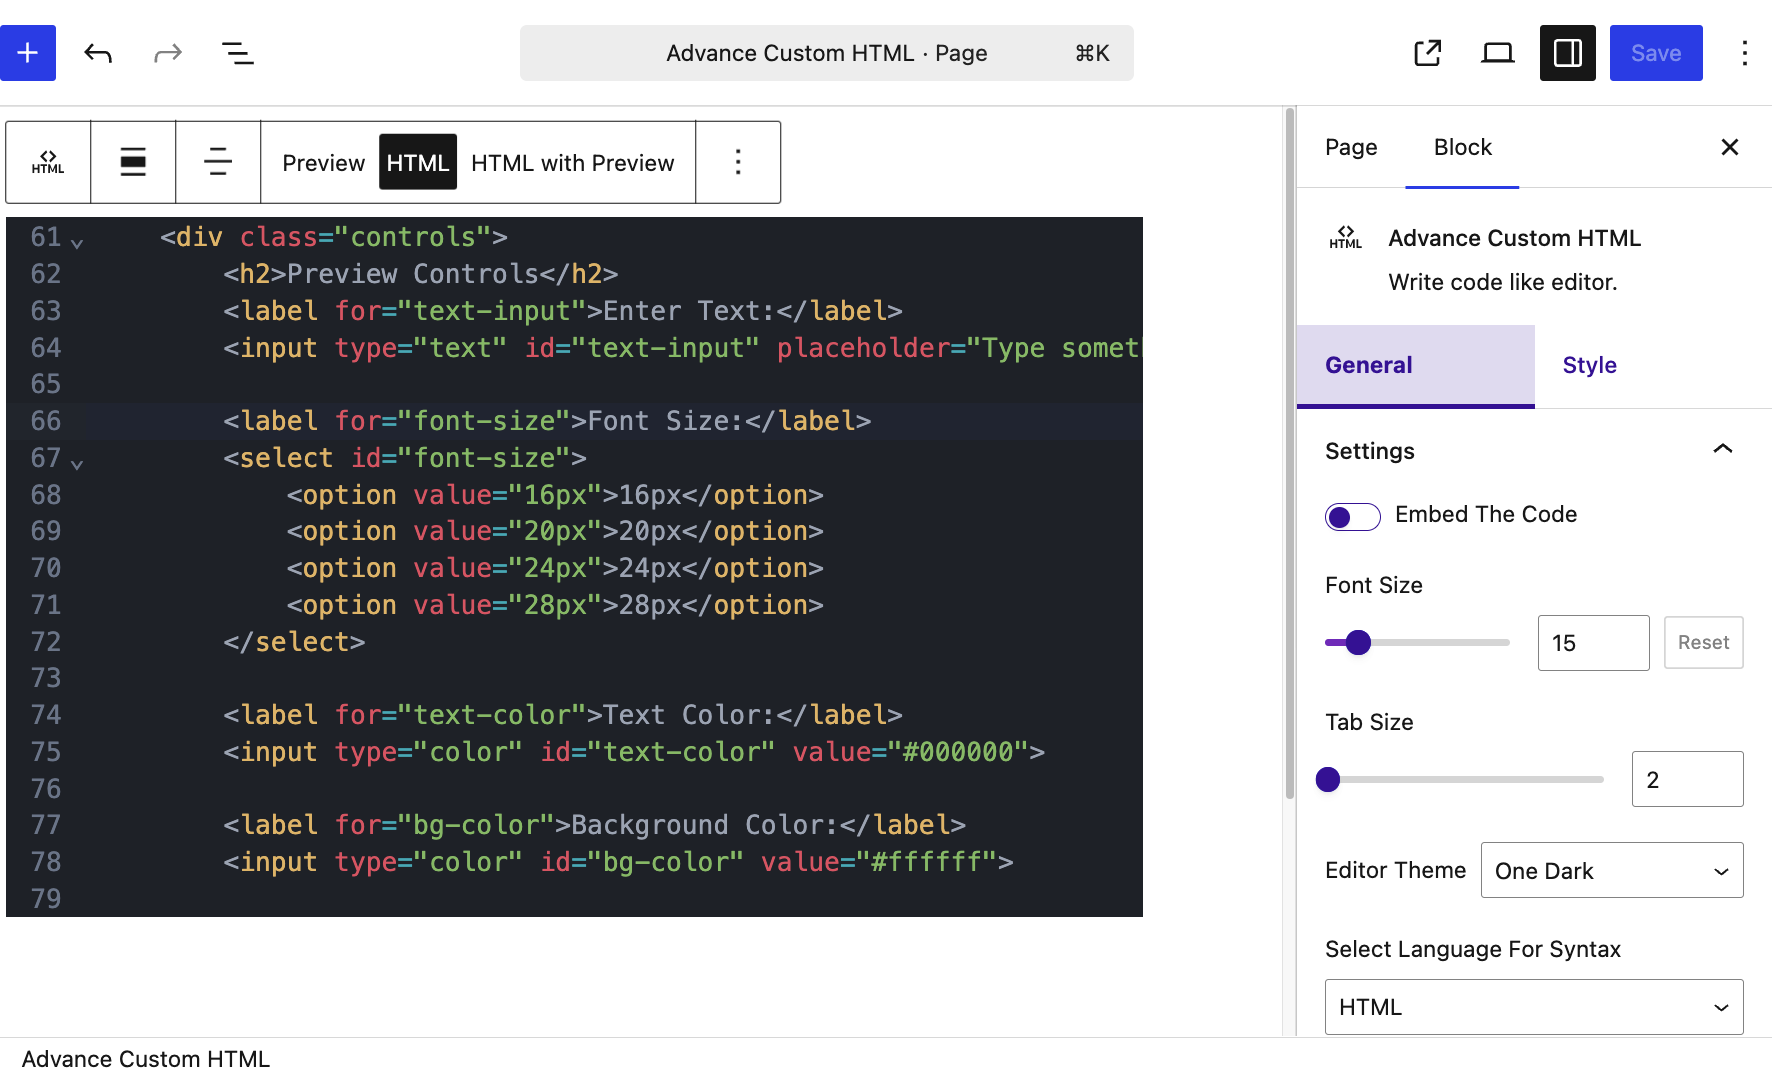 Advance Custom HTML · Page ⌘K
Save
HTML
Preview HTML HTML with Preview
61 <div class="controls">
62 <h2>Preview Controls</h2>
63 <label for="text-input">Enter Text:</label>
64 <input type="text" id="text-input" placeholder="Type somet
65
66 <label for="font-size">Font Size:</label>
67 <select id="font-size">
68 <option value="16px">16px</option>
69 <option value="20px">20px</option>
70 <option value="24px">24px</option>
71 <option value="28px">28px</option>
72 </select>
73
74 <label for="text-color">Text Color:</label>
75 <input type="color" id="text-color" value="#000000">
76
77 <label for="bg-color">Background Color:</label>
78 <input type="color" id="bg-color" value="#ffffff">
79
Page Block
HTML
Advance Custom HTML
Write code like editor.
General Style
Settings
Embed The Code
Font Size
15 Reset
Tab Size
2
Editor Theme One Dark
Select Language For Syntax
HTML
Advance Custom HTML